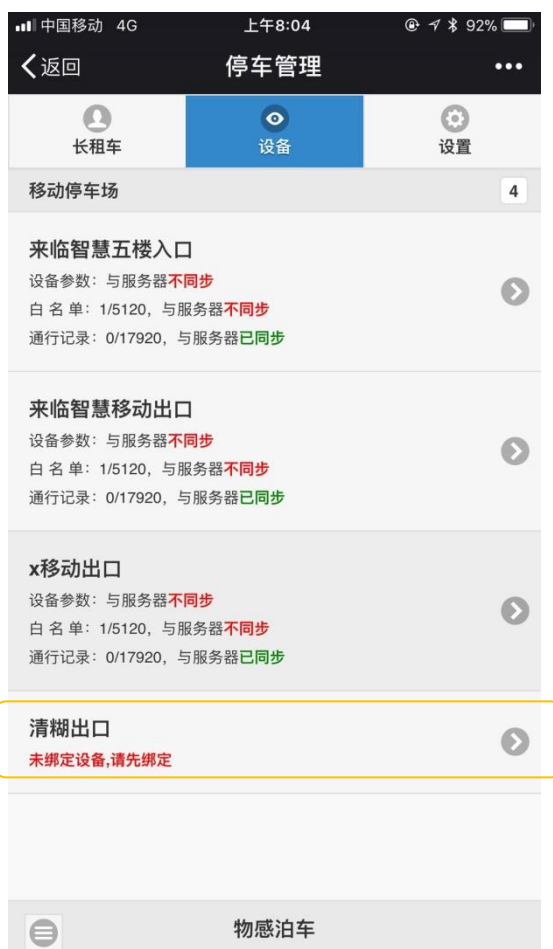 中国移动 4G 上午8:04 92%
返回 停车管理
长租车 设备 设置
移动停车场 4
来临智慧五楼入口
设备参数：与服务器不同步
白 名 单：1/5120，与服务器不同步
通行记录：0/17920，与服务器已同步
来临智慧移动出口
设备参数：与服务器不同步
白 名 单：1/5120，与服务器不同步
通行记录：0/17920，与服务器已同步
x移动出口
设备参数：与服务器不同步
白 名 单：1/5120，与服务器不同步
通行记录：0/17920，与服务器已同步
清糊出口
未绑定设备,请先绑定
物感泊车